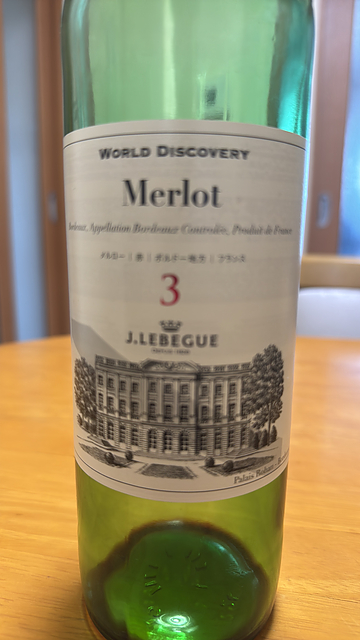 WORLD DISCOVERY
Merlot
Bordeaux, Appellation Bordeaux Contrôlée, Produit de France
メルロー | 赤 | ボルドー地方 | フランス
3
J.LEBEGUE
Palais Rohan